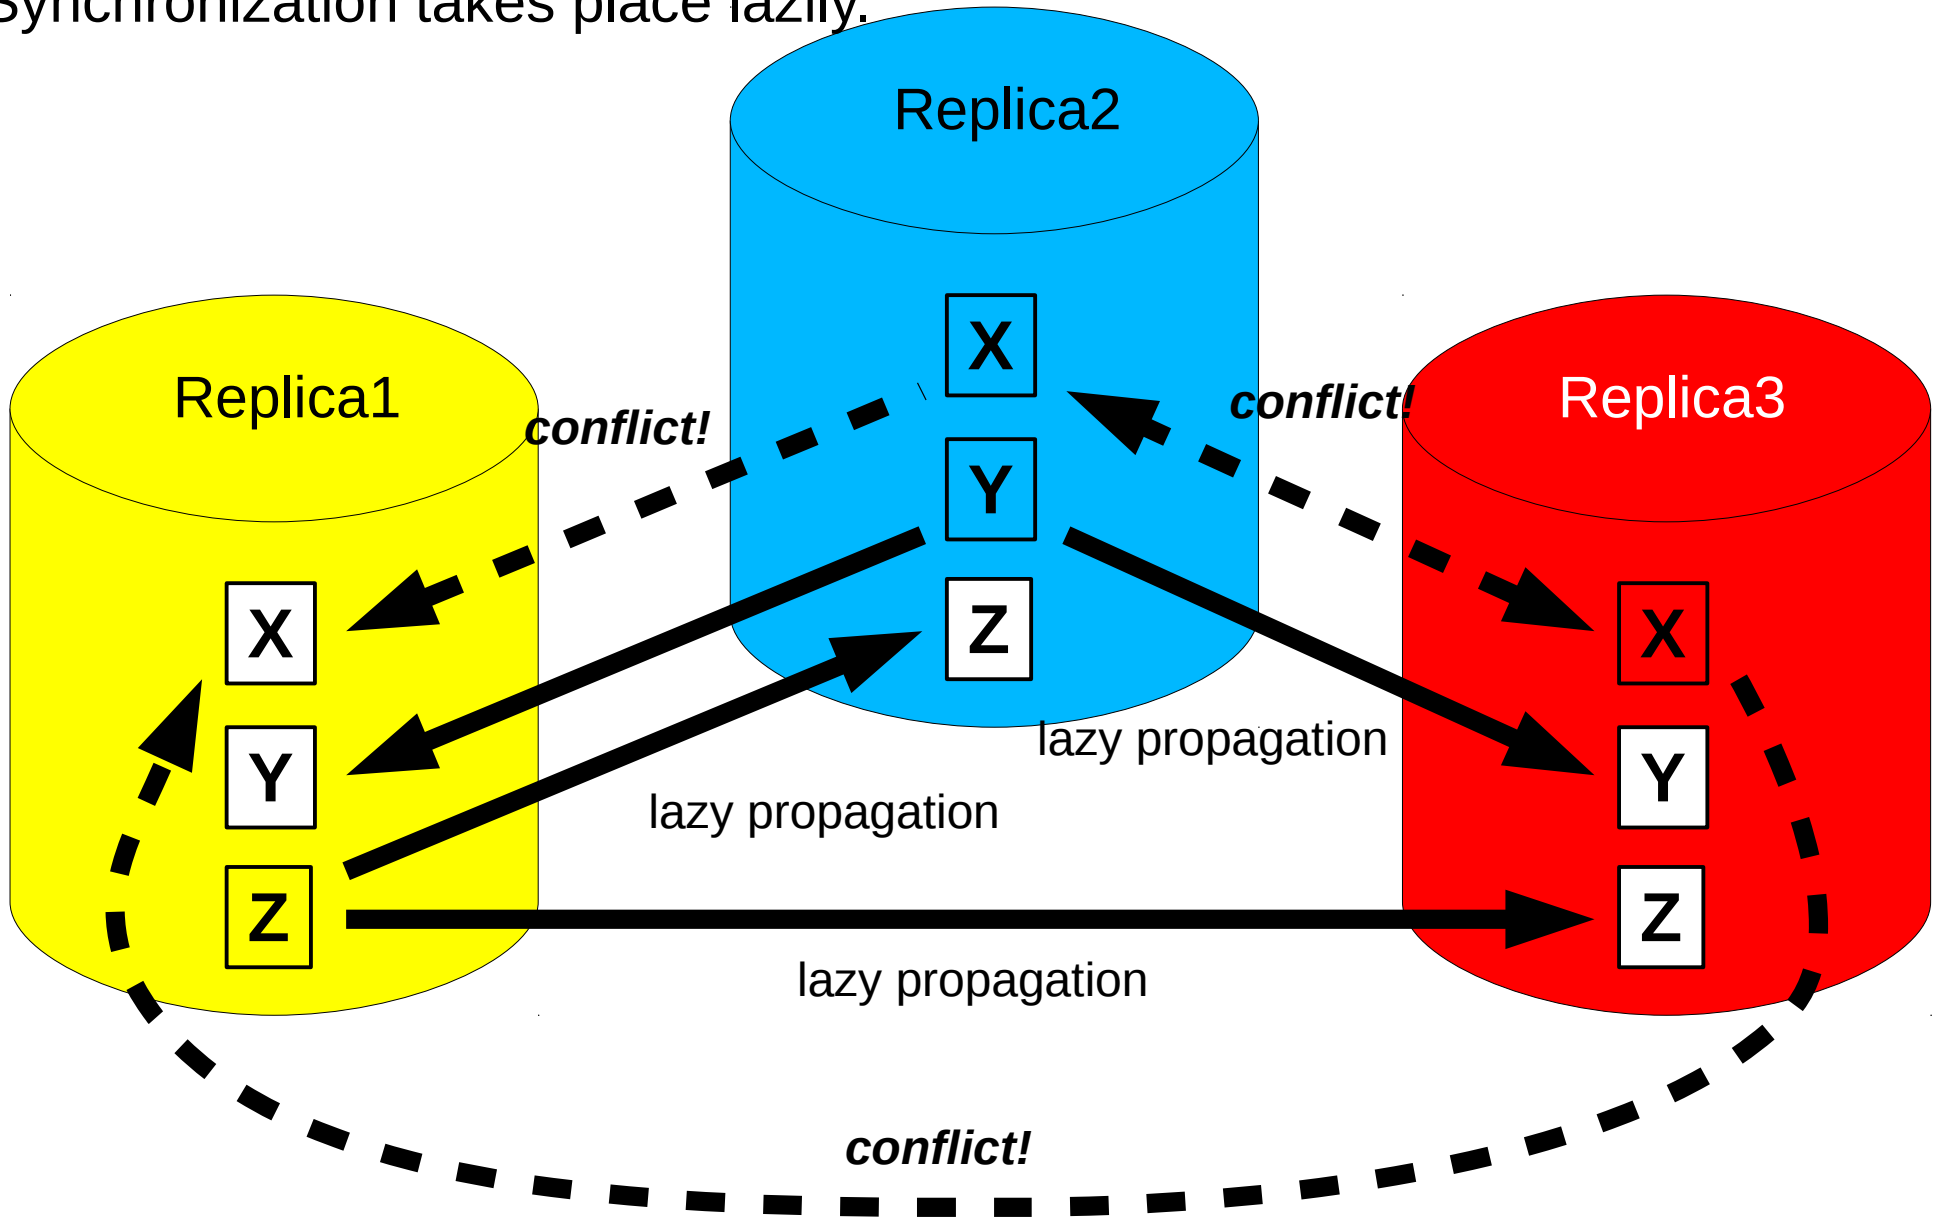 Synchronization takes place lazily.
Replica2
Replica1
Replica3
conflict!
conflict!
X
Y
Z
X
Y
Z
X
Y
Z
lazy propagation
lazy propagation
lazy propagation
conflict!